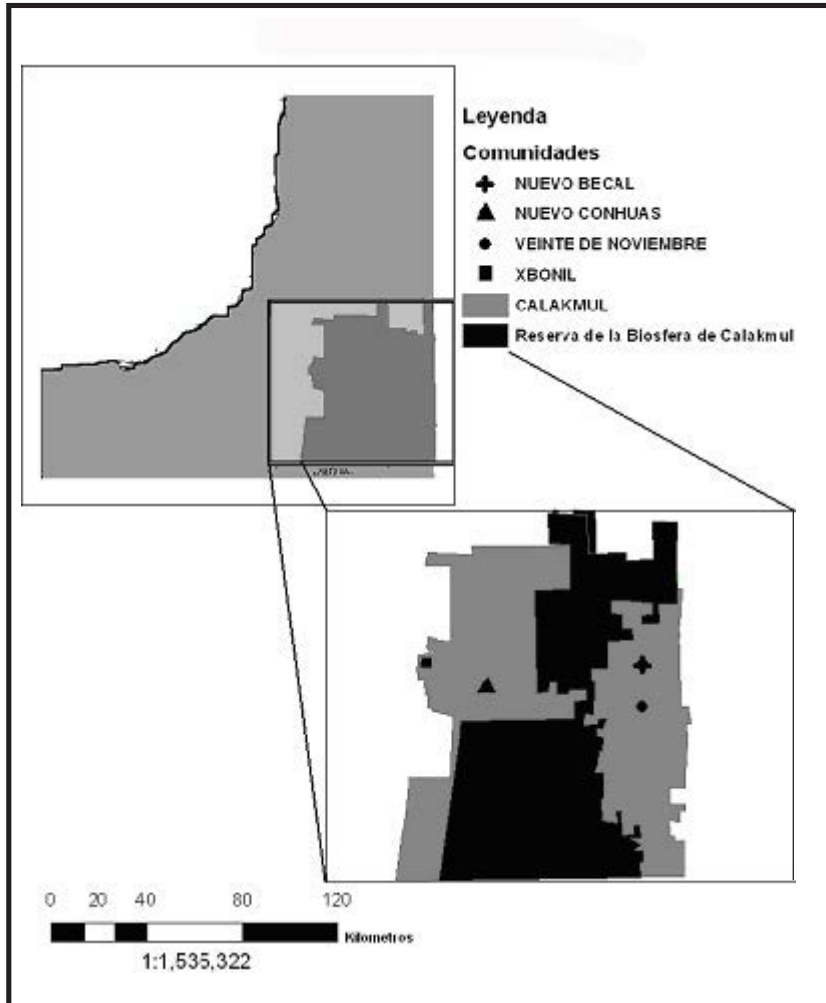 Leyenda
Comunidades
NUEVO BECAL
NUEVO CONHUAS
VEINTE DE NOVIEMBRE
XBONIL
CALAKMUL
Reserva de la Biosfera de Calakmul
0 20 40 80 120
Kilometros
1:1,535,322